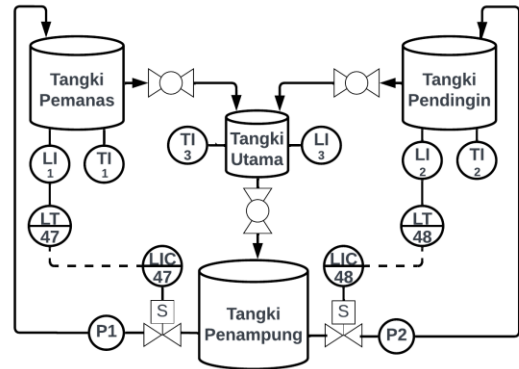 Tangki
Pemanas
Tangki
Pendingin
TI
3
Tangki
Utama
LI
3
LI
1
TI
1
LI
2
TI
2
LT
47
LT
48
LIC
47
LIC
48
S
S
Tangki
Penampung
P1
P2